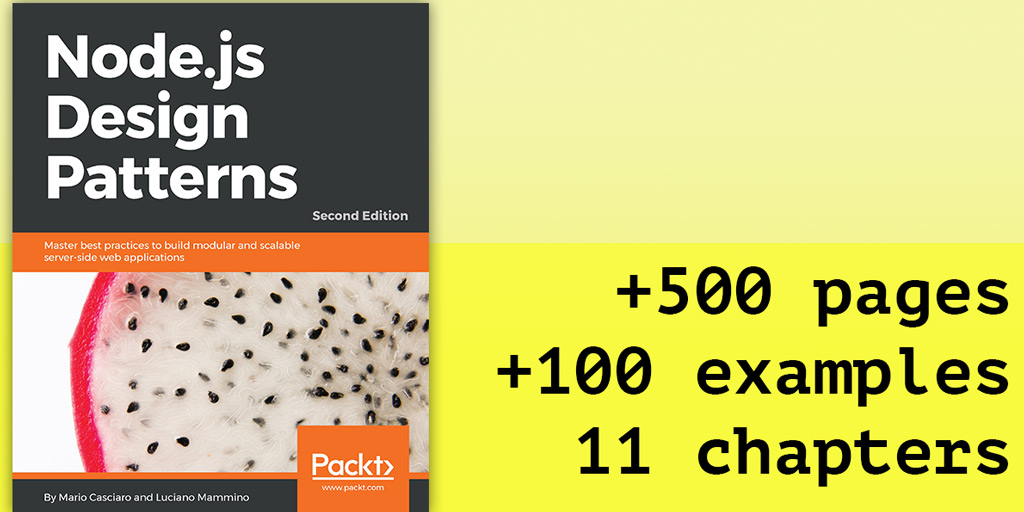 Node.js
Design
Patterns
Second Edition
Master best practices to build modular and scalable
server-side web applications
Packt>
www.packt.com
By Mario Casciaro and Luciano Mammino
+500 pages
+100 examples
11 chapters